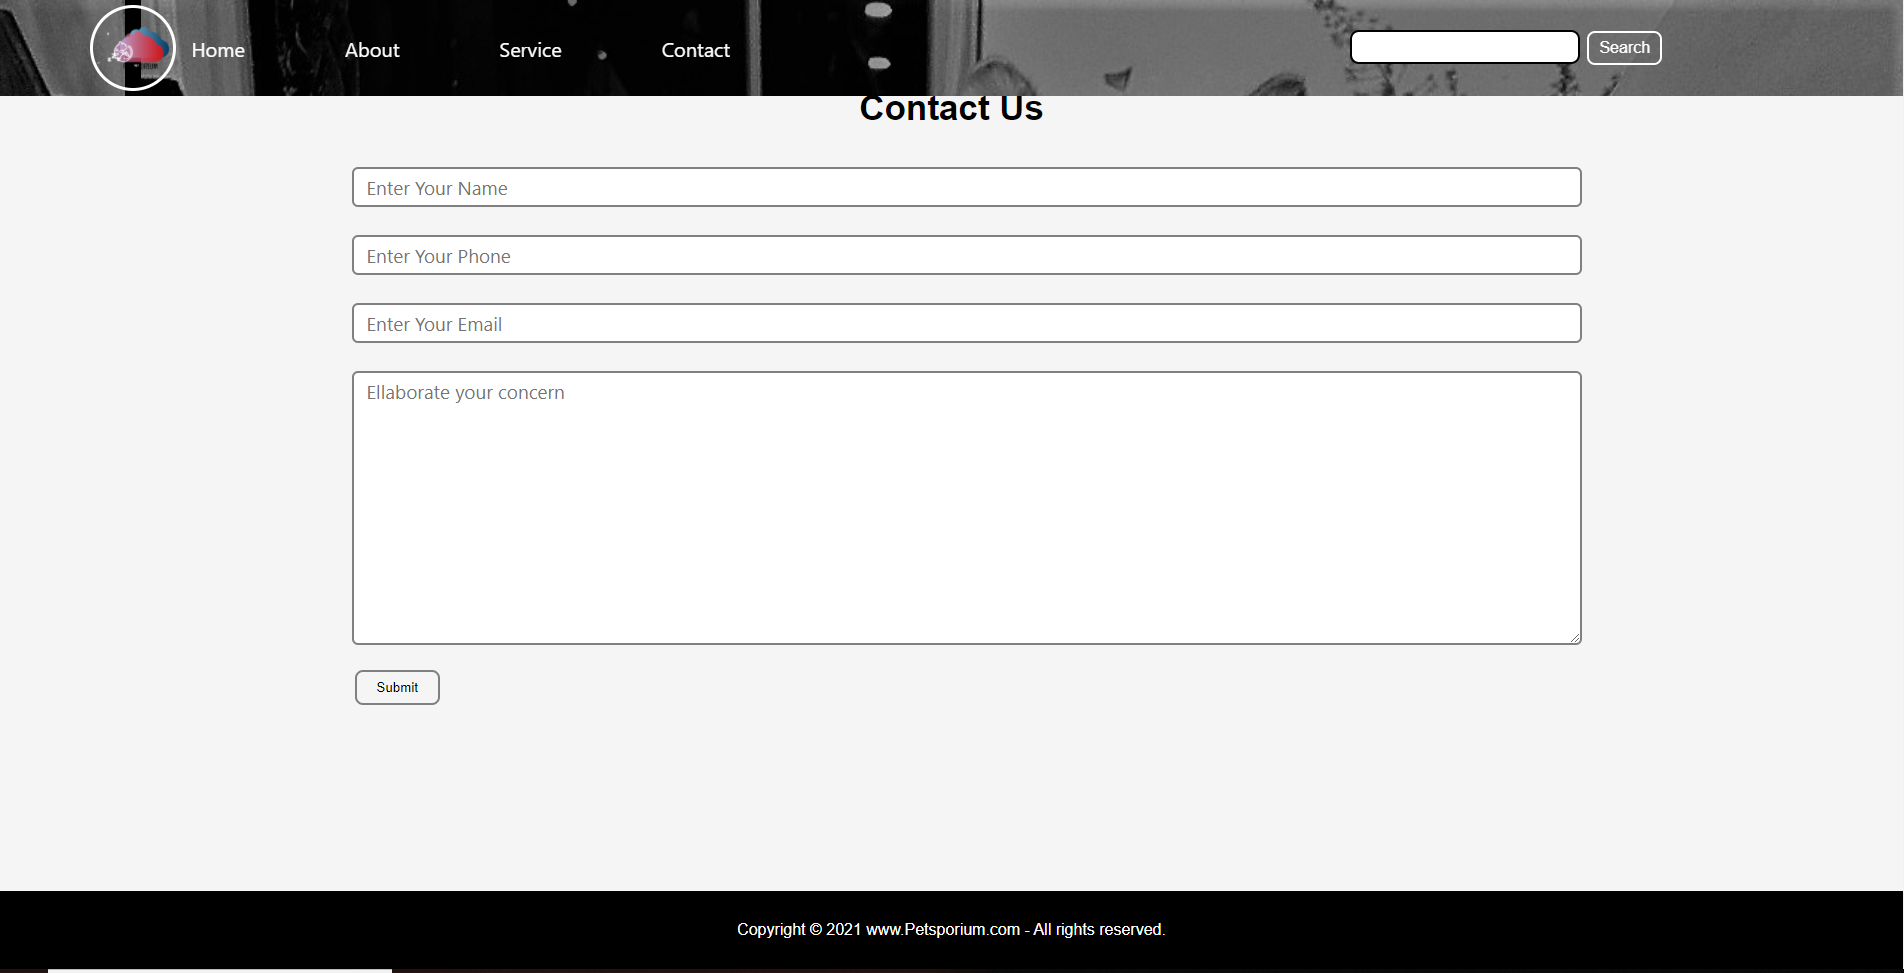 Home About Service Contact Search
Contact Us
Enter Your Name
Enter Your Phone
Enter Your Email
Ellaborate your concern
Submit
Copyright © 2021 www.Petsporium.com - All rights reserved.